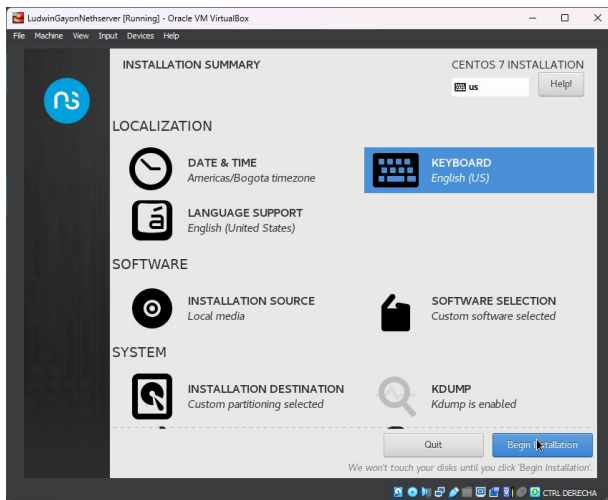 LudwinGayonNethserver [Running] - Oracle VM VirtualBox
File Machine View Input Devices Help
INSTALLATION SUMMARY
CENTOS 7 INSTALLATION
us
Help!
ns
LOCALIZATION
DATE & TIME
Americas/Bogota timezone
KEYBOARD
English (US)
LANGUAGE SUPPORT
English (United States)
SOFTWARE
INSTALLATION SOURCE
Local media
SOFTWARE SELECTION
Custom software selected
SYSTEM
INSTALLATION DESTINATION
Custom partitioning selected
KDUMP
Kdump is enabled
Quit
Begin Installation
We won't touch your disks until you click 'Begin Installation'.
CTRL DERECHA